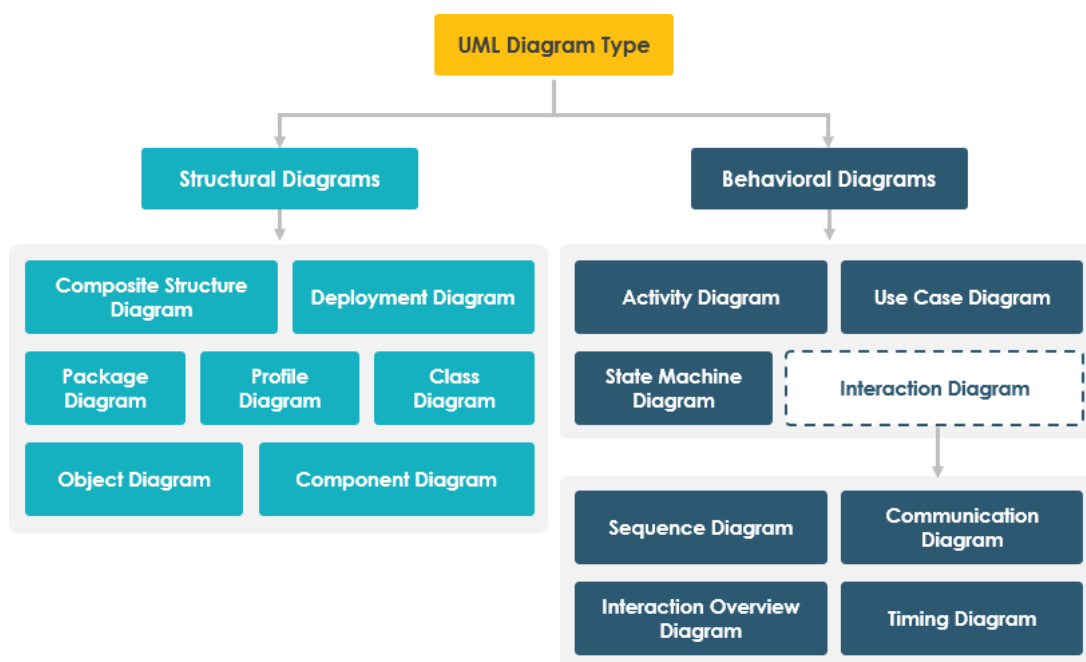 UML Diagram Type
Structural Diagrams
Behavioral Diagrams
Composite Structure
Diagram
Deployment Diagram
Package
Diagram
Profile
Diagram
Class
Diagram
Object Diagram
Component Diagram
Activity Diagram
Use Case Diagram
State Machine
Diagram
Interaction Diagram
Sequence Diagram
Communication
Diagram
Interaction Overview
Diagram
Timing Diagram